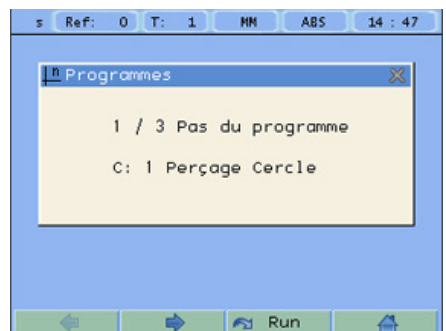 s Ref: 0 T: 1 MM ABS 14 : 47
n Programmes
1 / 3 Pas du programme
C: 1 Perçage Cercle
Run